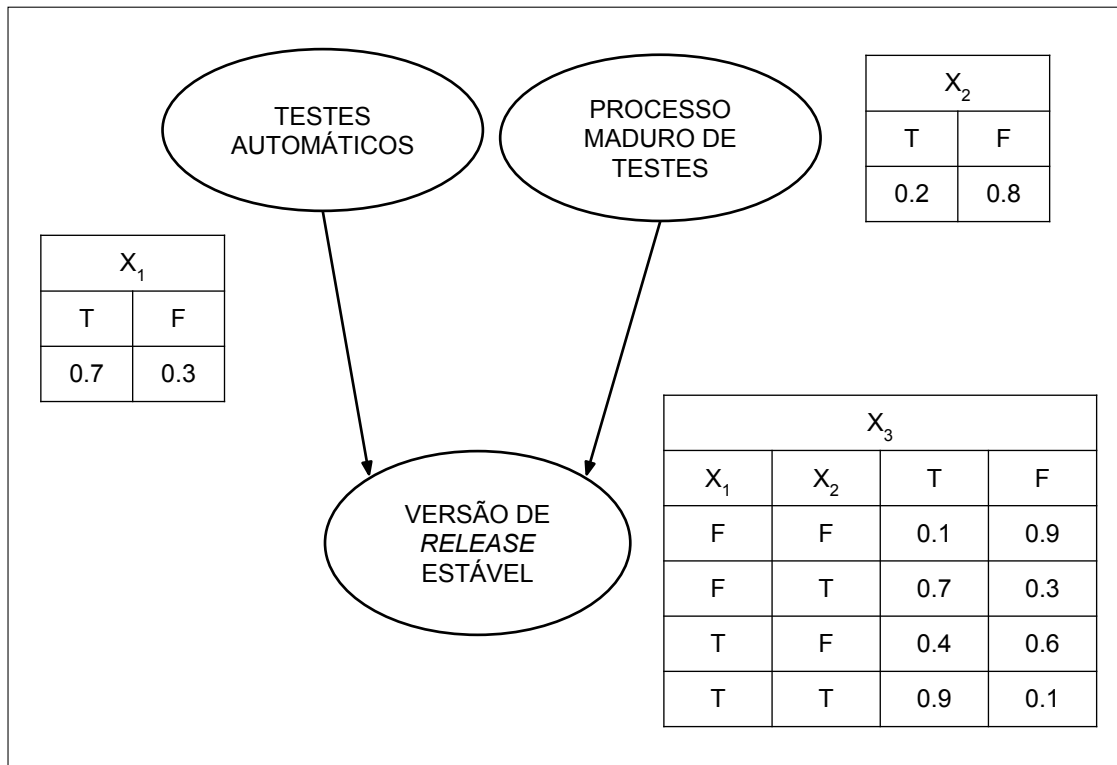 TESTES
AUTOMÁTICOS
PROCESSO
MADURO DE
TESTES
X2
T F
0.2 0.8
X1
T F
0.7 0.3
VERSÃO DE
RELEASE
ESTÁVEL
X3
X1 X2 T F
F F 0.1 0.9
F T 0.7 0.3
T F 0.4 0.6
T T 0.9 0.1